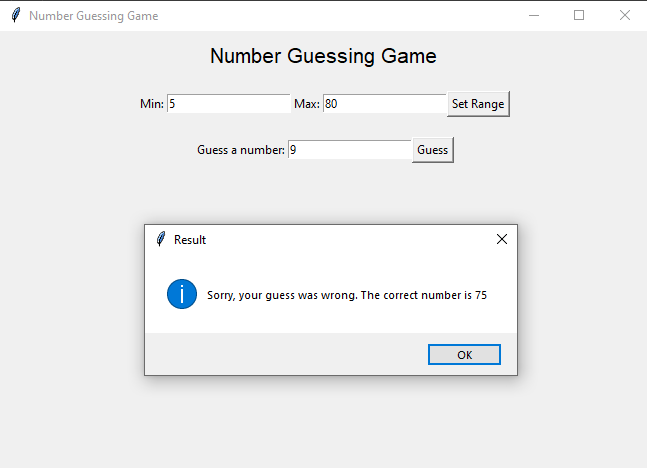 Number Guessing Game
Number Guessing Game
Min: 5 Max: 80 Set Range
Guess a number: 9 Guess
Result
Sorry, your guess was wrong. The correct number is 75
OK